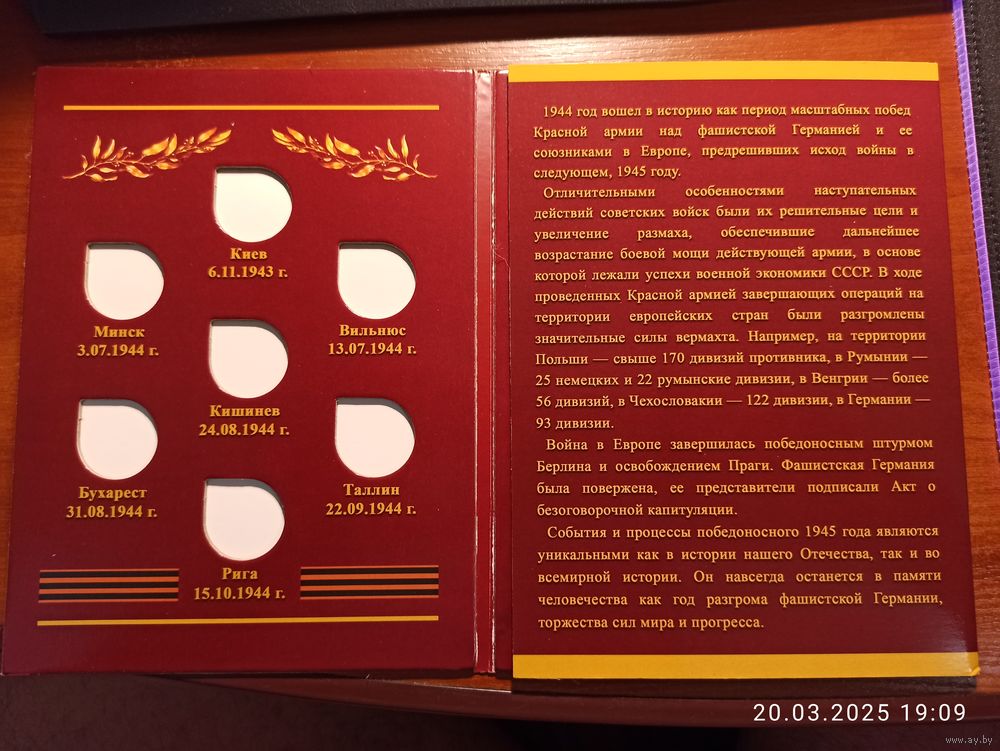 Киев
6.11.1943 г.
Минск
3.07.1944 г.
Вильнюс
13.07.1944 г.
Кишинев
24.08.1944 г.
Бухарест
31.08.1944 г.
Таллин
22.09.1944 г.
Рига
15.10.1944 г.
1944 год вошел в историю как период масштабных побед
Красной армии над фашистской Германией и ее
союзниками в Европе, предрешивших исход войны в
следующем, 1945 году.
Отличительными особенностями наступательных
действий советских войск были их решительные цели и
увеличение размаха, обеспечившие дальнейшее
возрастание боевой мощи действующей армии, в основе
которой лежали успехи военной экономики СССР. В ходе
проведенных Красной армией завершающих операций на
территории европейских стран были разгромлены
значительные силы вермахта. Например, на территории
Польши — свыше 170 дивизий противника, в Румынии —
25 немецких и 22 румынские дивизии, в Венгрии — более
56 дивизий, в Чехословакии — 122 дивизии, в Германии —
93 дивизии.
Война в Европе завершилась победоносным штурмом
Берлина и освобождением Праги. Фашистская Германия
была повержена, ее представители подписали Акт о
безоговорочной капитуляции.
События и процессы победоносного 1945 года являются
уникальными как в истории нашего Отечества, так и во
всемирной истории. Он навсегда останется в памяти
человечества как год разгрома фашистской Германии,
торжества сил мира и прогресса.
20.03.2025 19:09
www.ay.by